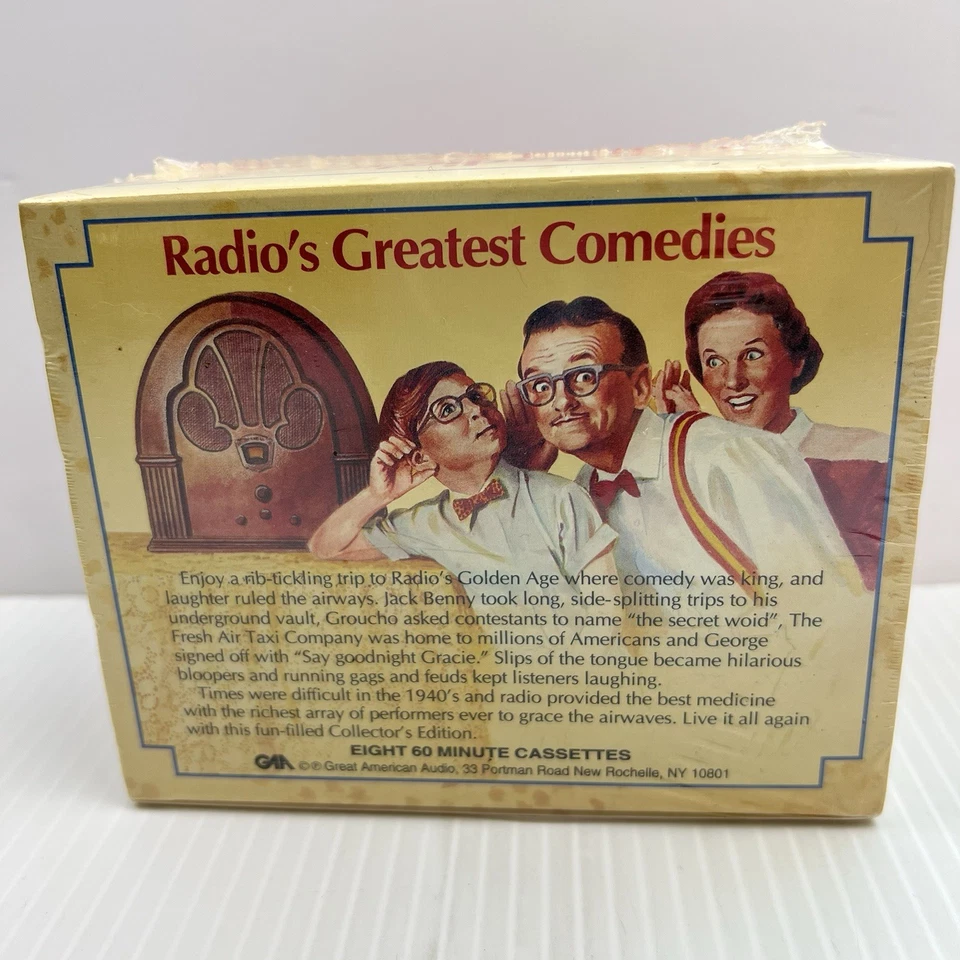 Radio's Greatest Comedies
Enjoy a rib-tickling trip to Radio's Golden Age where comedy was king, and
laughter ruled the airways. Jack Benny took long, side-splitting trips to his
underground vault, Groucho asked contestants to name "the secret woid", The
Fresh Air Taxi Company was home to millions of Americans and George
signed off with "Say goodnight Gracie." Slips of the tongue became hilarious
bloopers and running gags and feuds kept listeners laughing.
Times were difficult in the 1940's and radio provided the best medicine
with the richest array of performers ever to grace the airwaves. Live it all again
with this fun-filled Collector's Edition.
EIGHT 60 MINUTE CASSETTES
GAA ©℗Great American Audio, 33 Portman Road New Rochelle, NY 10801